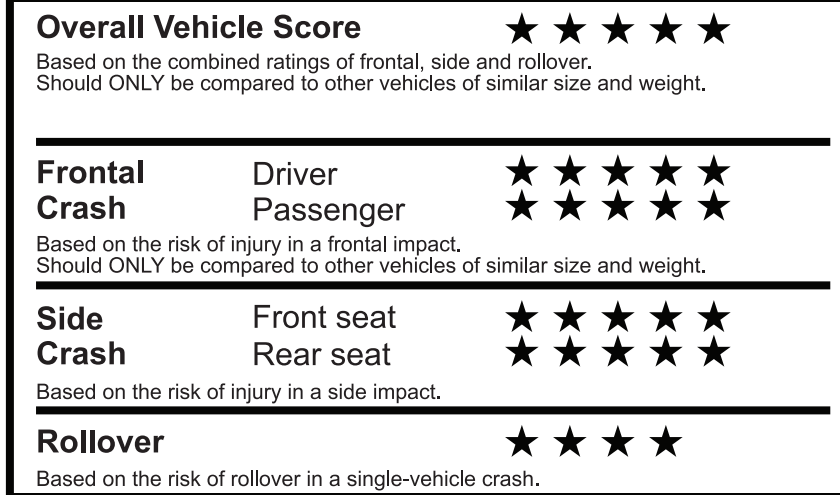 Overall Vehicle Score ★ ★ ★ ★ ★
Based on the combined ratings of frontal, side and rollover.
Should ONLY be compared to other vehicles of similar size and weight.
Frontal Driver ★ ★ ★ ★ ★
Crash Passenger ★ ★ ★ ★ ★
Based on the risk of injury in a frontal impact.
Should ONLY be compared to other vehicles of similar size and weight.
Side Front seat ★ ★ ★ ★ ★
Crash Rear seat ★ ★ ★ ★ ★
Based on the risk of injury in a side impact.
Rollover ★ ★ ★ ★
Based on the risk of rollover in a single-vehicle crash.